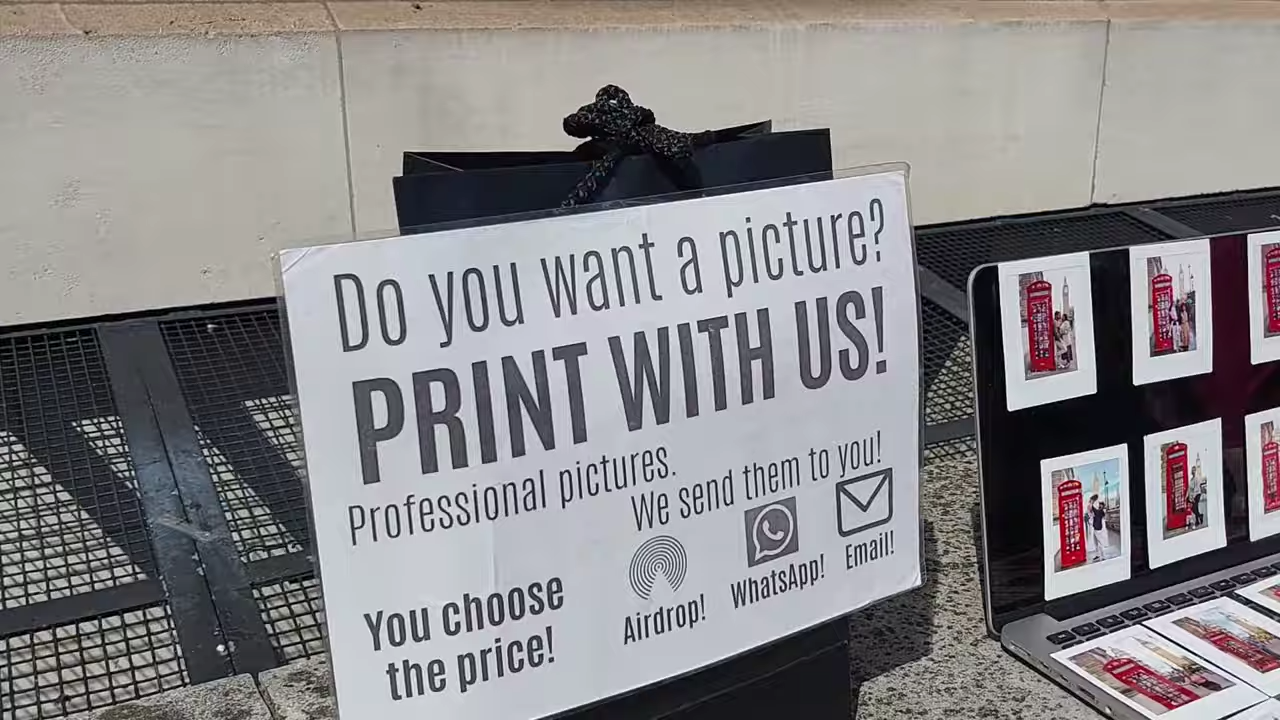 Do you want a picture?
PRINT WITH US!
Professional pictures.
We send them to you!
You choose
the price!
Airdrop!
WhatsApp!
Email!